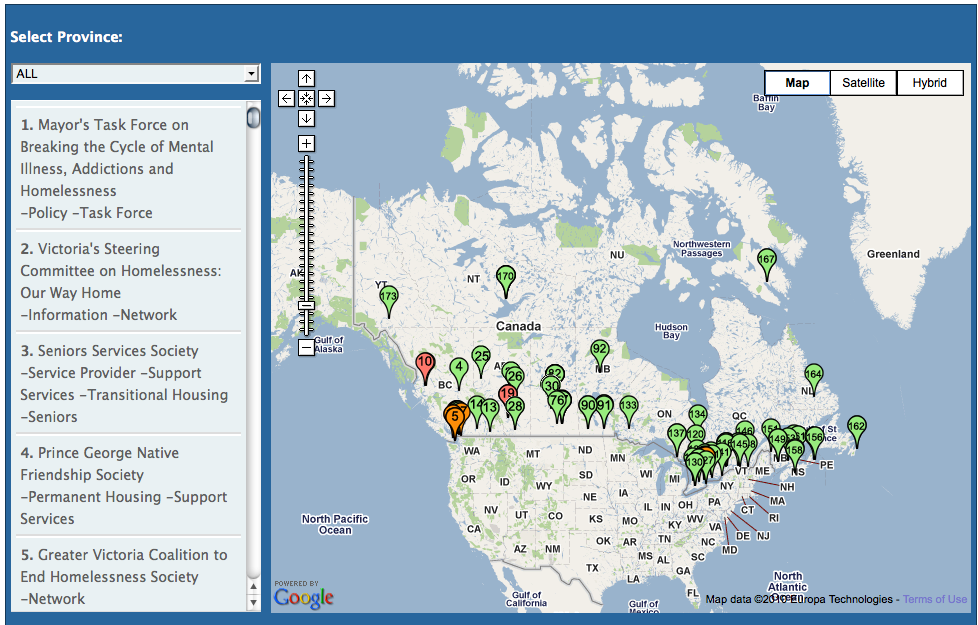 Select Province:
ALL
1. Mayor's Task Force on
Breaking the Cycle of Mental
Illness, Addictions and
Homelessness
-Policy -Task Force
2. Victoria's Steering
Committee on Homelessness:
Our Way Home
-Information -Network
3. Seniors Services Society
-Service Provider -Support
Services -Transitional Housing
-Seniors
4. Prince George Native
Friendship Society
-Permanent Housing -Support
Services
5. Greater Victoria Coalition to
End Homelessness Society
-Network
Map
Satellite
Hybrid
Baffin
Bay
Greenland
Northwestern
Passages
NU
167
AK
YT
173
NT
170
Canada
Hudson
Bay
Gulf of
Alaska
10
4
25
26
BC
19
14
13
28
5
82
30
76
92
MB
90
91
133
ON
134
137
120
130
27
QC
146
145
164
NL
162
149
156
158
NB
NS
PE
WA
MT
ND
MN
OR
ID
WY
SD
WI
MI
VT
ME
NH
NY
MA
CT
RI
NV
UT
CO
NE
IA
IL
IN
OH
PA
NJ
DE
MD
CA
KS
MO
KY
WV
VA
AZ
NM
OK
AR
TN
NC
TX
MS
AL
SC
GA
LA
FL
North Pacific
Ocean
North
Atlantic
Gulf of
California
Gulf of
Mexico
POWERED BY
Google
Map data ©2010 Europa Technologies - Terms of Use